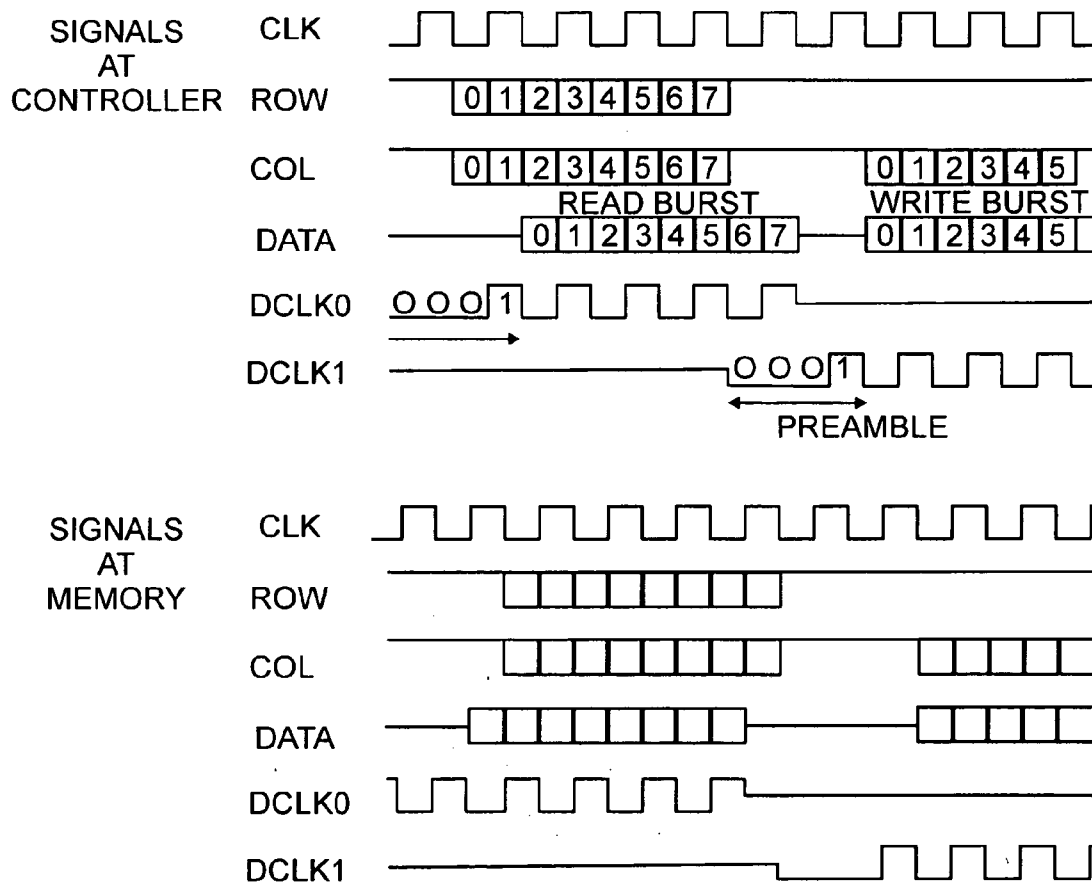 SIGNALS
AT
CONTROLLER
CLK
ROW
0 1 2 3 4 5 6 7
COL
0 1 2 3 4 5 6 7
0 1 2 3 4 5
READ BURST
WRITE BURST
DATA
0 1 2 3 4 5 6 7
0 1 2 3 4 5
DCLK0
O O O 1
DCLK1
O O O 1
PREAMBLE
SIGNALS
AT
MEMORY
CLK
ROW
COL
DATA
DCLK0
DCLK1